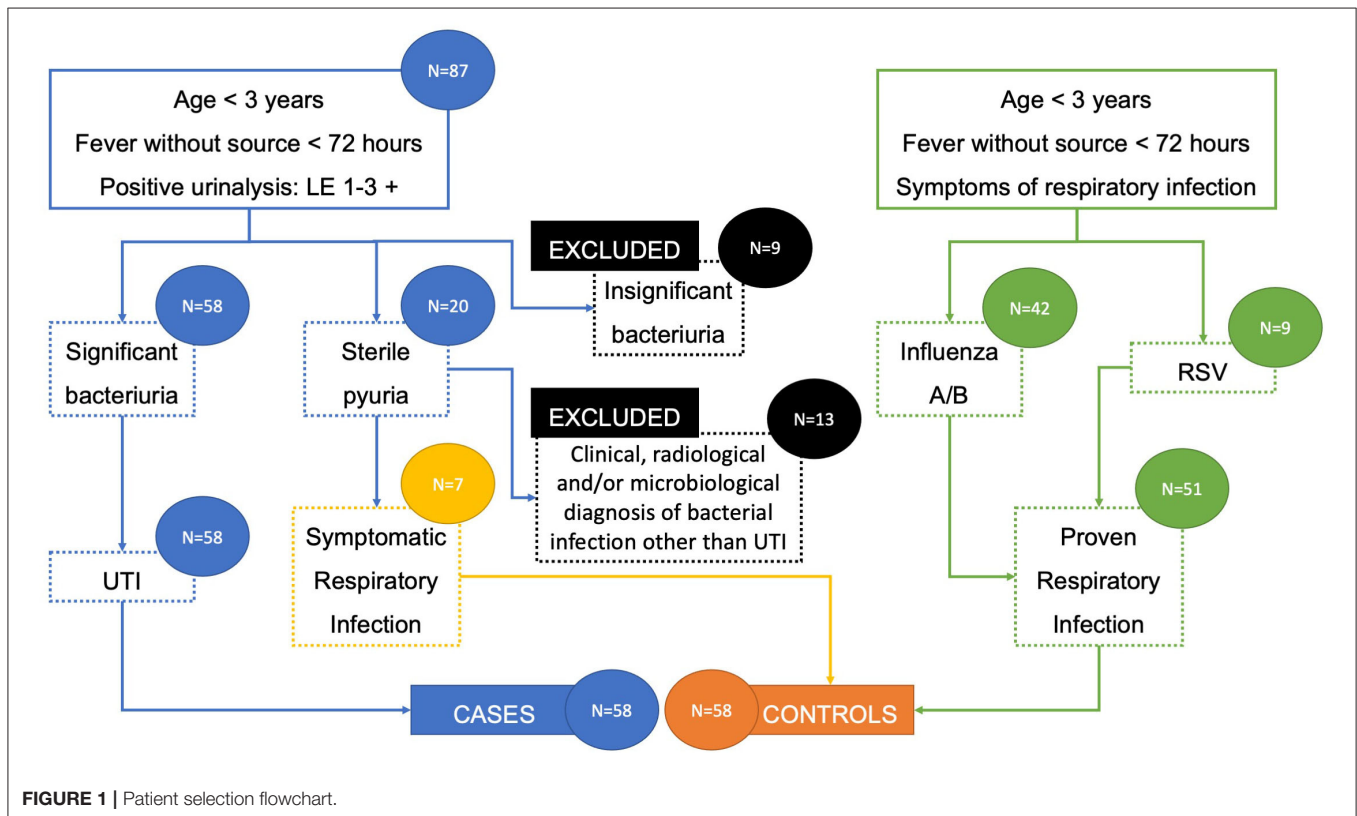 N=87
Age < 3 years
Fever without source < 72 hours
Positive urinalysis: LE 1-3 +
Age < 3 years
Fever without source < 72 hours
Symptoms of respiratory infection
EXCLUDED
N=9
Insignificant
bacteriuria
N=58
Significant
bacteriuria
N=20
Sterile
pyuria
N=42
Influenza
A/B
N=9
RSV
EXCLUDED
N=13
Clinical, radiological
and/or microbiological
diagnosis of bacterial
infection other than UTI
N=58
UTI
N=7
Symptomatic
Respiratory
Infection
N=51
Proven
Respiratory
Infection
CASES
N=58
N=58
CONTROLS
FIGURE 1 | Patient selection flowchart.